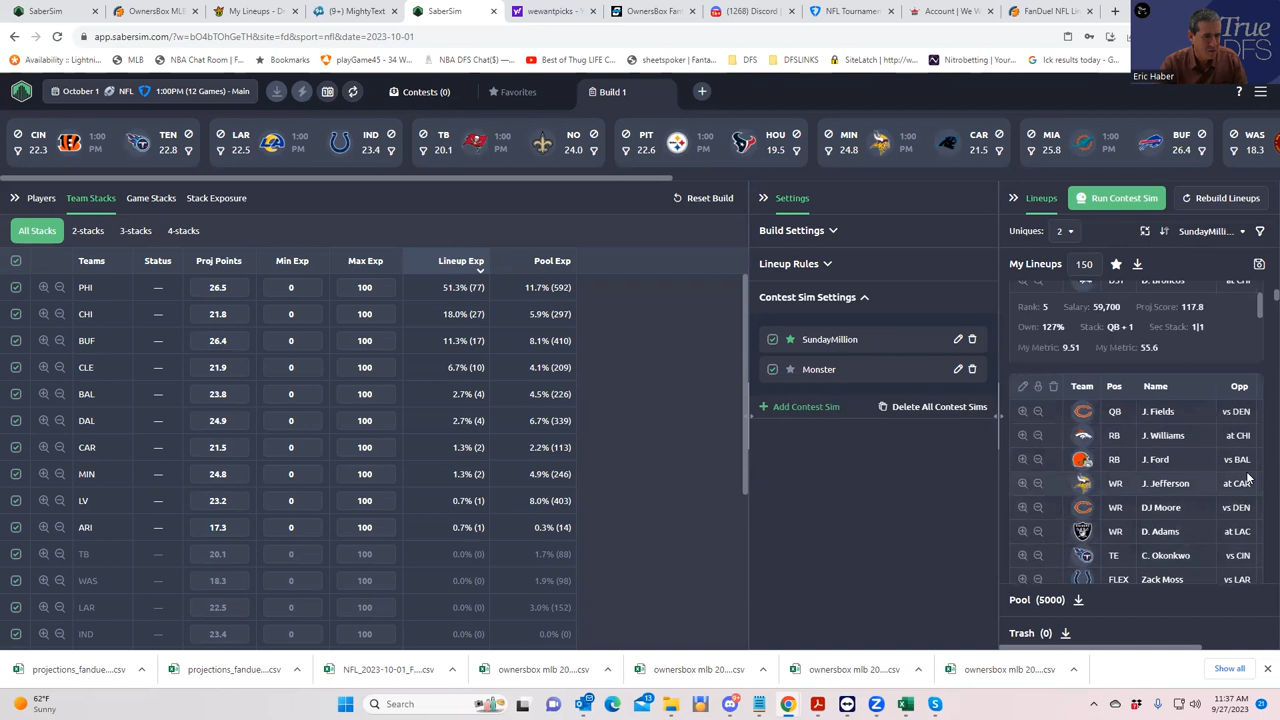 SaberSim
OwnersBox MLB
My Lineups - Dr
(9+) MightyText
SaberSim
wewantpicks - V
OwnersBox Fan
(1268) Discord |
NFL Tournamer
Account | We W
FanDuel NFL Lin
app.sabersim.com/?w=bO4bTOhGeTH&site=fd&sport=nfl&date=2023-10-01
Availability :: Lightnin...
MLB
NBA Chat Room | F...
Bookmarks
playGame45 - 34 W...
NBA DFS Chat($) —...
Best of Thug LIFE C...
sheetspoker | Fanta...
DFS
DFSLINKS
SiteLatch | http://w...
Nitrobetting | Your...
Ick results today - G...
True
DFS
Eric Haber
October 1
NFL
1:00PM (12 Games) - Main
Contests (0)
Favorites
Build 1
?
CIN 22.3 1:00 PM TEN 22.8
LAR 22.5 1:00 PM IND 23.4
TB 20.1 1:00 PM NO 24.8
PIT 22.6 1:00 PM HOU 19.5
MIN 24.8 1:00 PM CAR 21.5
MIA 25.8 1:00 PM BUF 26.4
WAS 18.3
Players Team Stacks Game Stacks Stack Exposure Reset Build
All Stacks 2-stacks 3-stacks 4-stacks
Teams Status Proj Points Min Exp Max Exp Lineup Exp Pool Exp
PHI — 26.5 0 100 51.3% (77) 11.7% (592)
CHI — 21.8 0 100 18.0% (27) 5.9% (297)
BUF — 26.4 0 100 11.3% (17) 8.1% (410)
CLE — 21.9 0 100 6.7% (10) 4.1% (209)
BAL — 23.8 0 100 2.7% (4) 4.5% (226)
DAL — 24.9 0 100 2.7% (4) 6.7% (339)
CAR — 21.5 0 100 1.3% (2) 2.2% (113)
MIN — 24.8 0 100 1.3% (2) 4.9% (246)
LV — 23.2 0 100 0.7% (1) 8.0% (403)
ARI — 17.3 0 100 0.7% (1) 0.3% (14)
TB — 20.1 0 100 0.0% (0) 1.7% (88)
WAS — 18.3 0 100 0.0% (0) 1.9% (98)
LAR — 22.5 0 100 0.0% (0) 3.0% (152)
IND — 23.4 0 100 0.0% (0) 0.0% (0)
Settings
Build Settings
Lineup Rules
Contest Sim Settings
SundayMillion
Monster
+ Add Contest Sim
Delete All Contest Sims
Lineups
Run Contest Sim
Rebuild Lineups
Uniques: 2
SundayMilli...
My Lineups 150
DST D. Broncos at CHI
Rank: 5 Salary: 59,700 Proj Score: 117.8
Own: 127% Stack: QB + 1 Sec Stack: 1|1
My Metric: 9.51 My Metric: 55.6
Team Pos Name Opp
QB J. Fields vs DEN
RB J. Williams at CHI
RB J. Ford vs BAL
WR J. Jefferson at CAR
WR DJ Moore vs DEN
WR D. Adams at LAC
TE C. Okonkwo vs CIN
FLEX Zack Moss vs LAR
Pool (5000)
Trash (0)
projections_fandue....csv
projections_fandue....csv
NFL_2023-10-01_F....csv
ownersbox mlb 20....csv
ownersbox mlb 20....csv
ownersbox mlb 20....csv
ownersbox mlb 20....csv
Show all
62°F
Sunny
Search
13
11:37 AM
9/27/2023
21